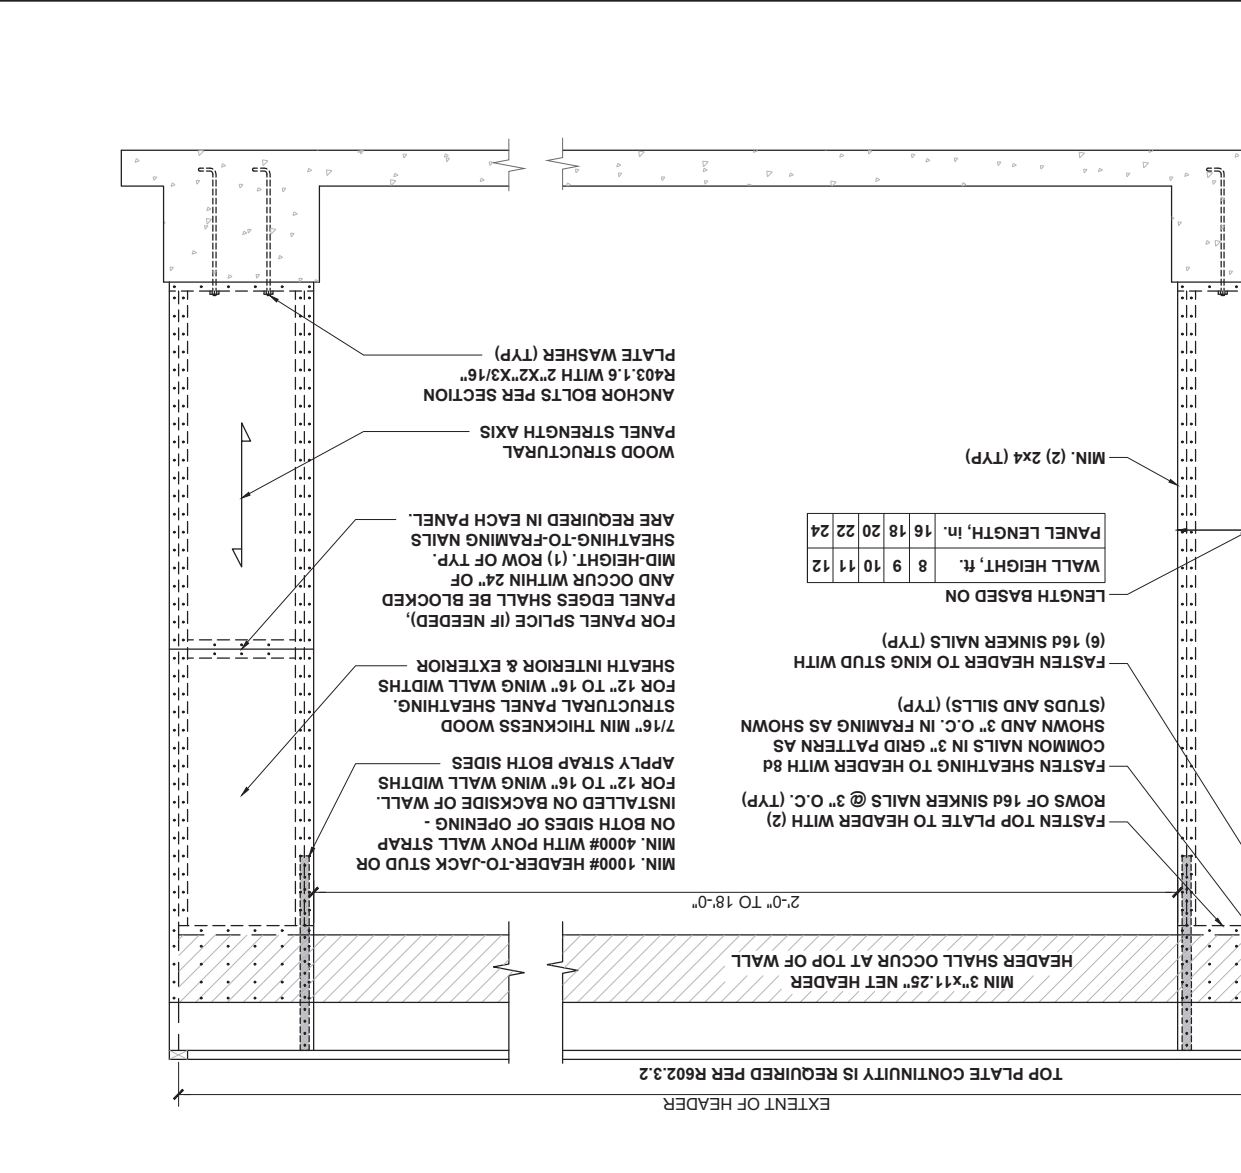 EXTENT OF HEADER
TOP PLATE CONTINUITY IS REQUIRED PER R602.3.2
MIN 3"x11.25" NET HEADER
HEADER SHALL OCCUR AT TOP OF WALL
2'-0" TO 18'-0"
FASTEN TOP PLATE TO HEADER WITH (2)
ROWS OF 16d SINKER NAILS @ 3" O.C. (TYP)
FASTEN SHEATHING TO HEADER WITH 8d
COMMON NAILS IN 3" GRID PATTERN AS
SHOWN AND 3" O.C. IN FRAMING AS SHOWN
(STUDS AND SILLS) (TYP)
FASTEN HEADER TO KING STUD WITH
(6) 16d SINKER NAILS (TYP)
LENGTH BASED ON
WALL HEIGHT, ft. 8 9 10 11 12
PANEL LENGTH, in. 16 18 20 22 24
MIN. (2) 2x4 (TYP)
MIN. 1000# HEADER-TO-JACK STUD OR
MIN. 4000# WITH PONY WALL STRAP
ON BOTH SIDES OF OPENING -
INSTALLED ON BACKSIDE OF WALL.
FOR 12" TO 16" WING WALL WIDTHS
APPLY STRAP BOTH SIDES
7/16" MIN THICKNESS WOOD
STRUCTURAL PANEL SHEATHING.
FOR 12" TO 16" WING WALL WIDTHS
SHEATH INTERIOR & EXTERIOR
FOR PANEL SPLICE (IF NEEDED),
PANEL EDGES SHALL BE BLOCKED
AND OCCUR WITHIN 24" OF
MID-HEIGHT. (1) ROW OF TYP.
SHEATHING-TO-FRAMING NAILS
ARE REQUIRED IN EACH PANEL.
WOOD STRUCTURAL
PANEL STRENGTH AXIS
ANCHOR BOLTS PER SECTION
R403.1.6 WITH 2"X2"X3/16"
PLATE WASHER (TYP)